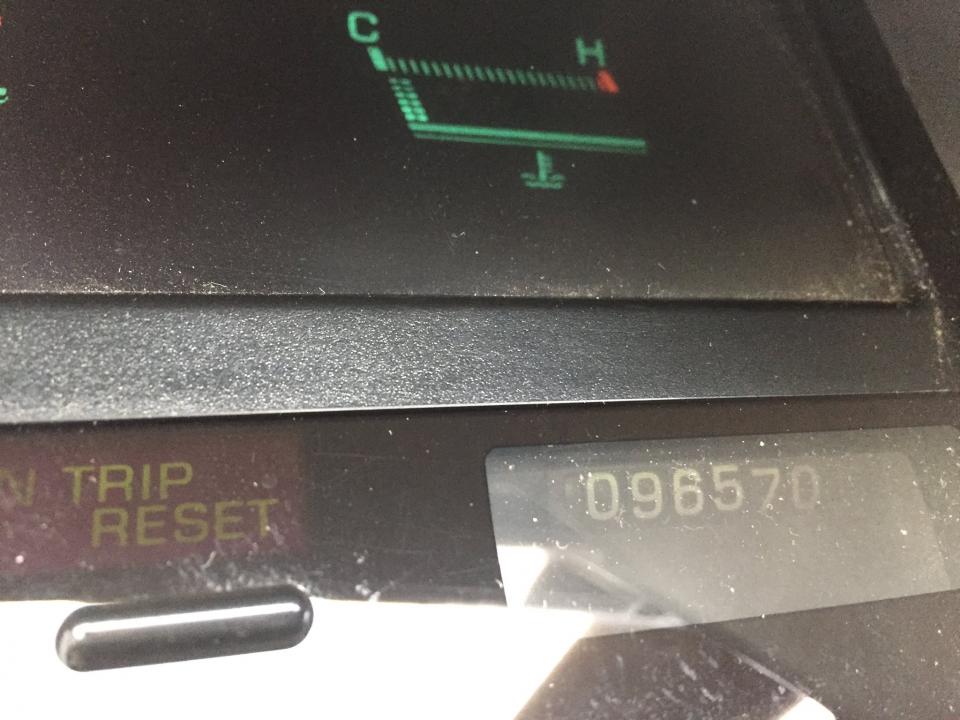 C
H
N TRIP
RESET
096570